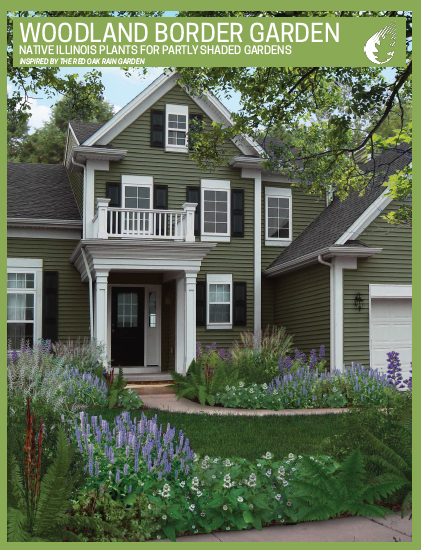 WOODLAND BORDER GARDEN
NATIVE ILLINOIS PLANTS FOR PARTLY SHADED GARDENS
INSPIRED BY THE RED OAK RAIN GARDEN